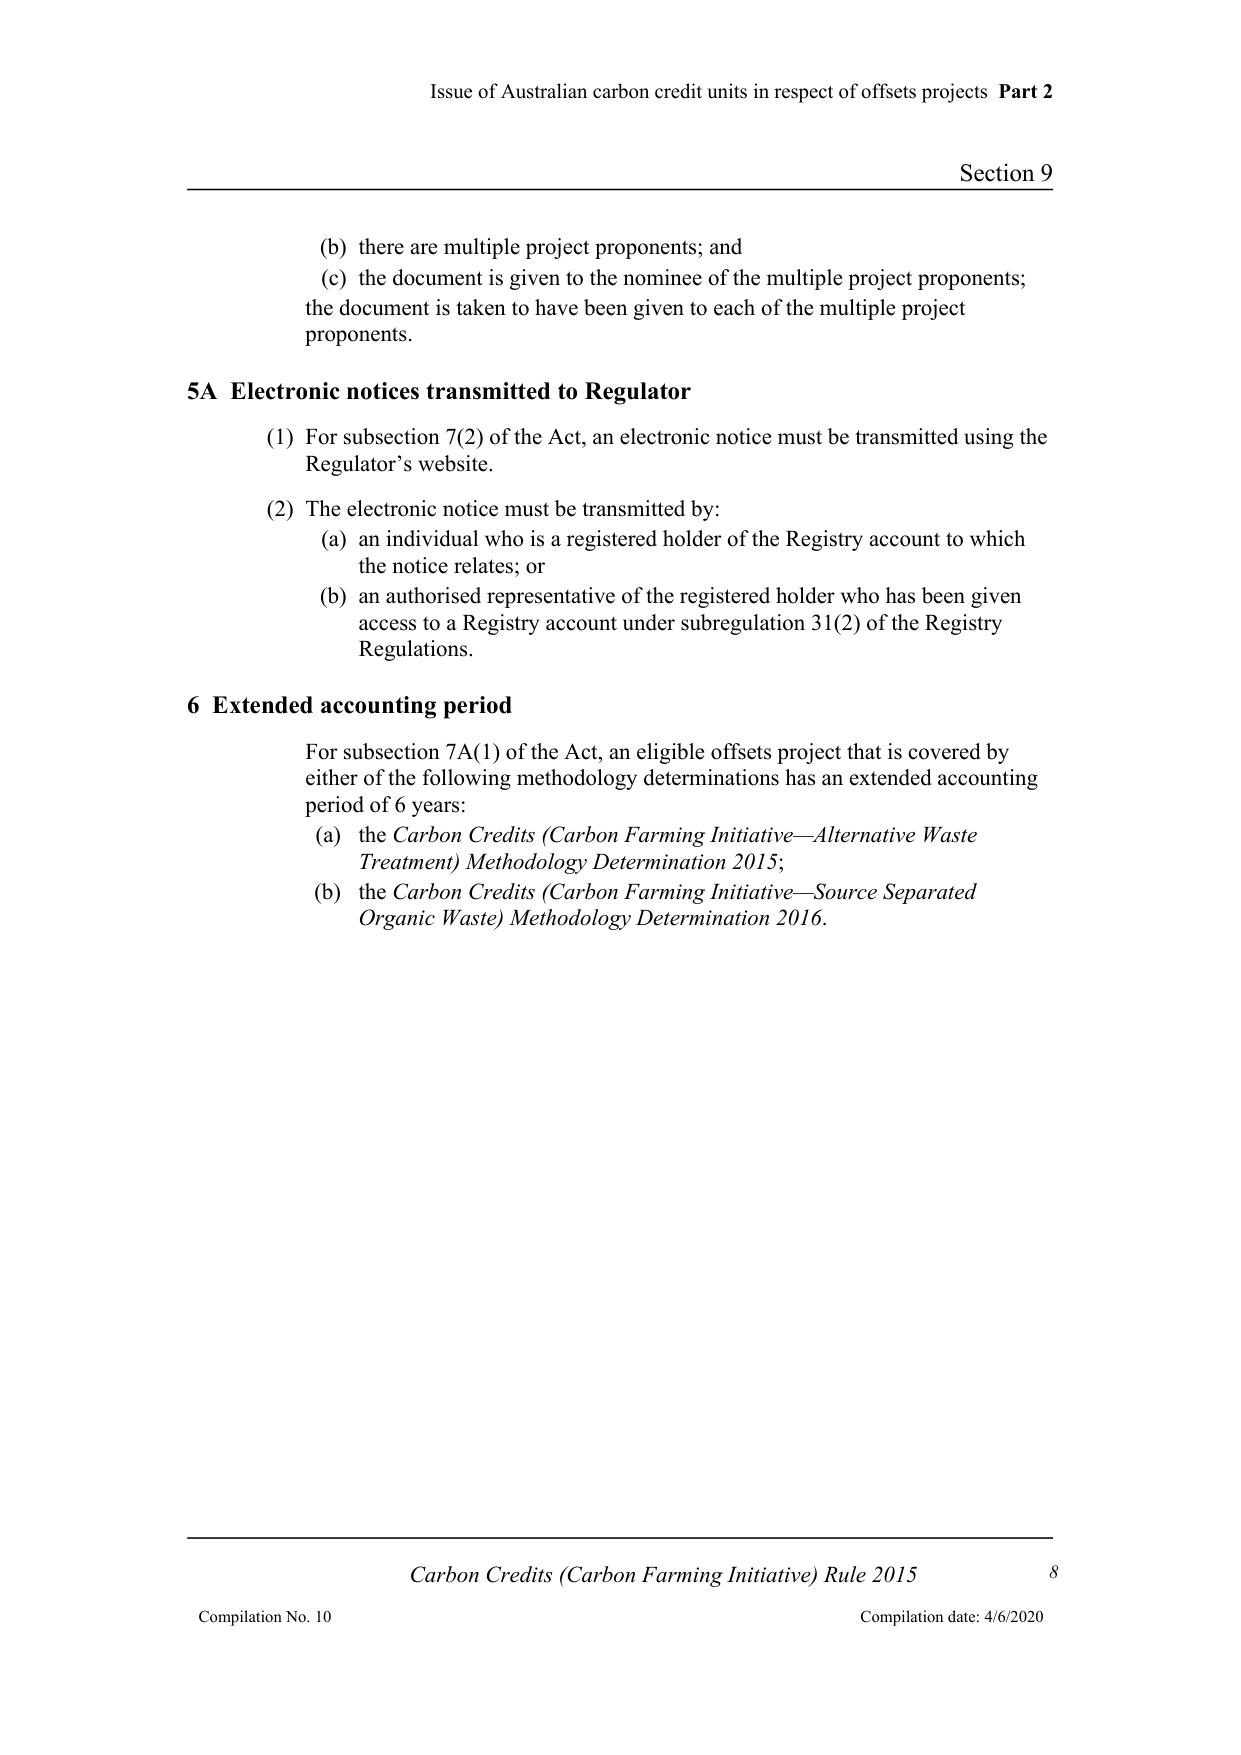 Issue of Australian carbon credit units in respect of offsets projects Part 2
Section 9
(b) there are multiple project proponents; and
(c) the document is given to the nominee of the multiple project proponents;
the document is taken to have been given to each of the multiple project
proponents.
5A Electronic notices transmitted to Regulator
(1) For subsection 7(2) of the Act, an electronic notice must be transmitted using the
Regulator’s website.
(2) The electronic notice must be transmitted by:
(a) an individual who is a registered holder of the Registry account to which
the notice relates; or
(b) an authorised representative of the registered holder who has been given
access to a Registry account under subregulation 31(2) of the Registry
Regulations.
6 Extended accounting period
For subsection 7A(1) of the Act, an eligible offsets project that is covered by
either of the following methodology determinations has an extended accounting
period of 6 years:
(a) the Carbon Credits (Carbon Farming Initiative—Alternative Waste
Treatment) Methodology Determination 2015;
(b) the Carbon Credits (Carbon Farming Initiative—Source Separated
Organic Waste) Methodology Determination 2016.
Carbon Credits (Carbon Farming Initiative) Rule 2015 8
Compilation No. 10 Compilation date: 4/6/2020